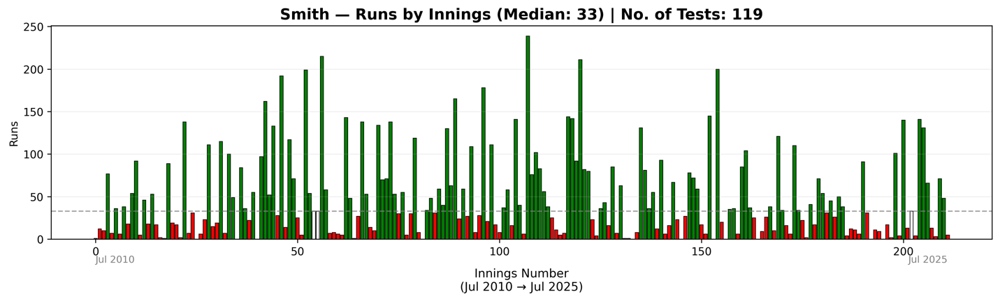 Smith — Runs by Innings (Median: 33) | No. of Tests: 119
250
200
150
100
50
0
Runs
0 50 100 150 200
Jul 2010 Jul 2025
Innings Number
(Jul 2010 → Jul 2025)